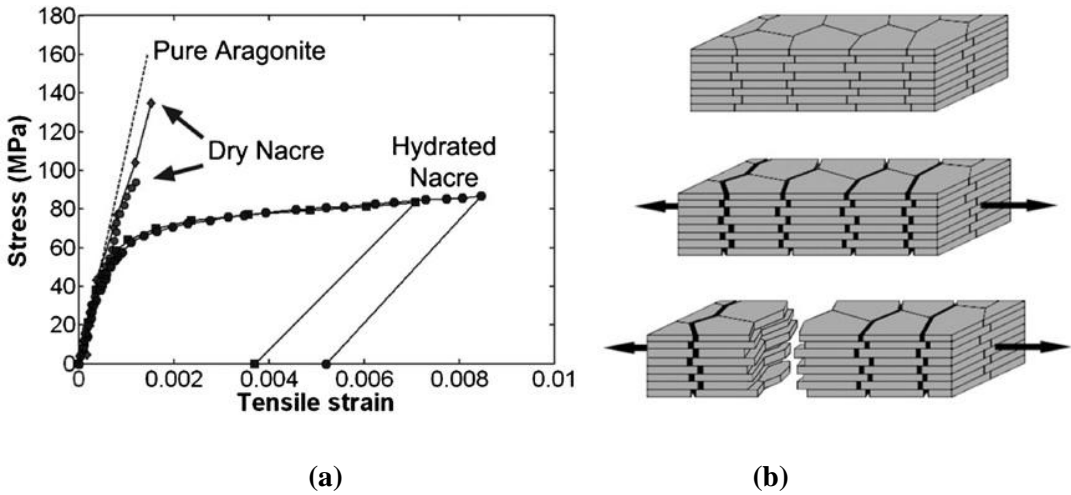 180
160
140
120
100
80
60
40
20
0
Stress (MPa)
Pure Aragonite
Dry Nacre
Hydrated
Nacre
0 0.002 0.004 0.006 0.008 0.01
Tensile strain
(a) (b)